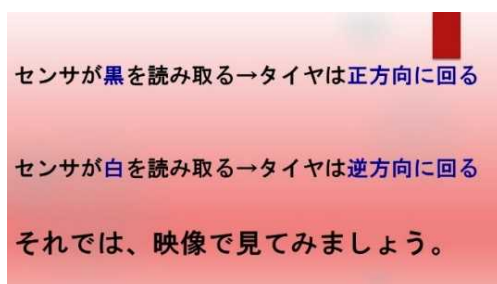 センサが黒を読み取る→タイヤは正方向に回る
センサが白を読み取る→タイヤは逆方向に回る
それでは、映像で見てみましょう。